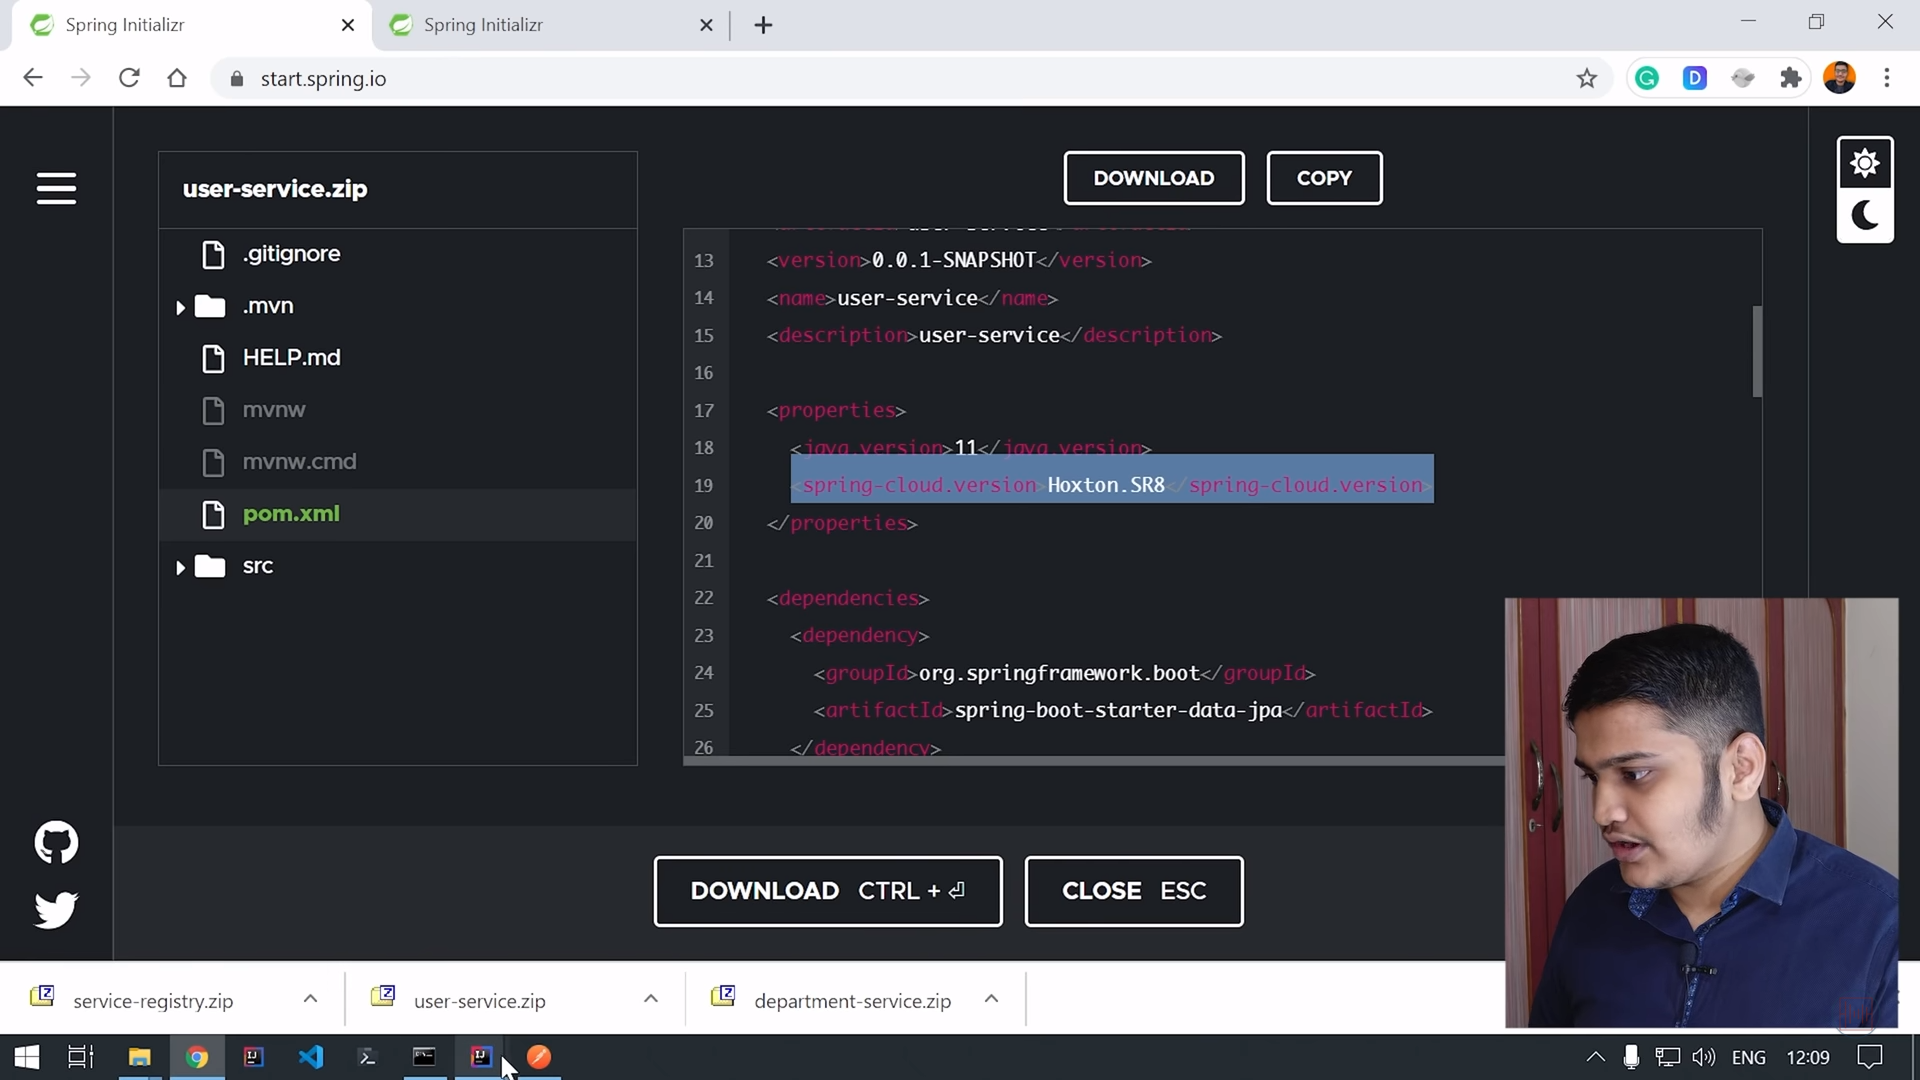 Spring Initializr
Spring Initializr
start.spring.io
user-service.zip
DOWNLOAD
COPY
.gitignore
.mvn
HELP.md
mvnw
mvnw.cmd
pom.xml
src
13 <version>0.0.1-SNAPSHOT</version>
14 <name>user-service</name>
15 <description>user-service</description>
16
17 <properties>
18 <java.version>11</java.version>
19 <spring-cloud.version>Hoxton.SR8</spring-cloud.version>
20 </properties>
21
22 <dependencies>
23 <dependency>
24 <groupId>org.springframework.boot</groupId>
25 <artifactId>spring-boot-starter-data-jpa</artifactId>
26 </dependency>
DOWNLOAD CTRL + ⏎
CLOSE ESC
service-registry.zip
user-service.zip
department-service.zip
ENG
12:09